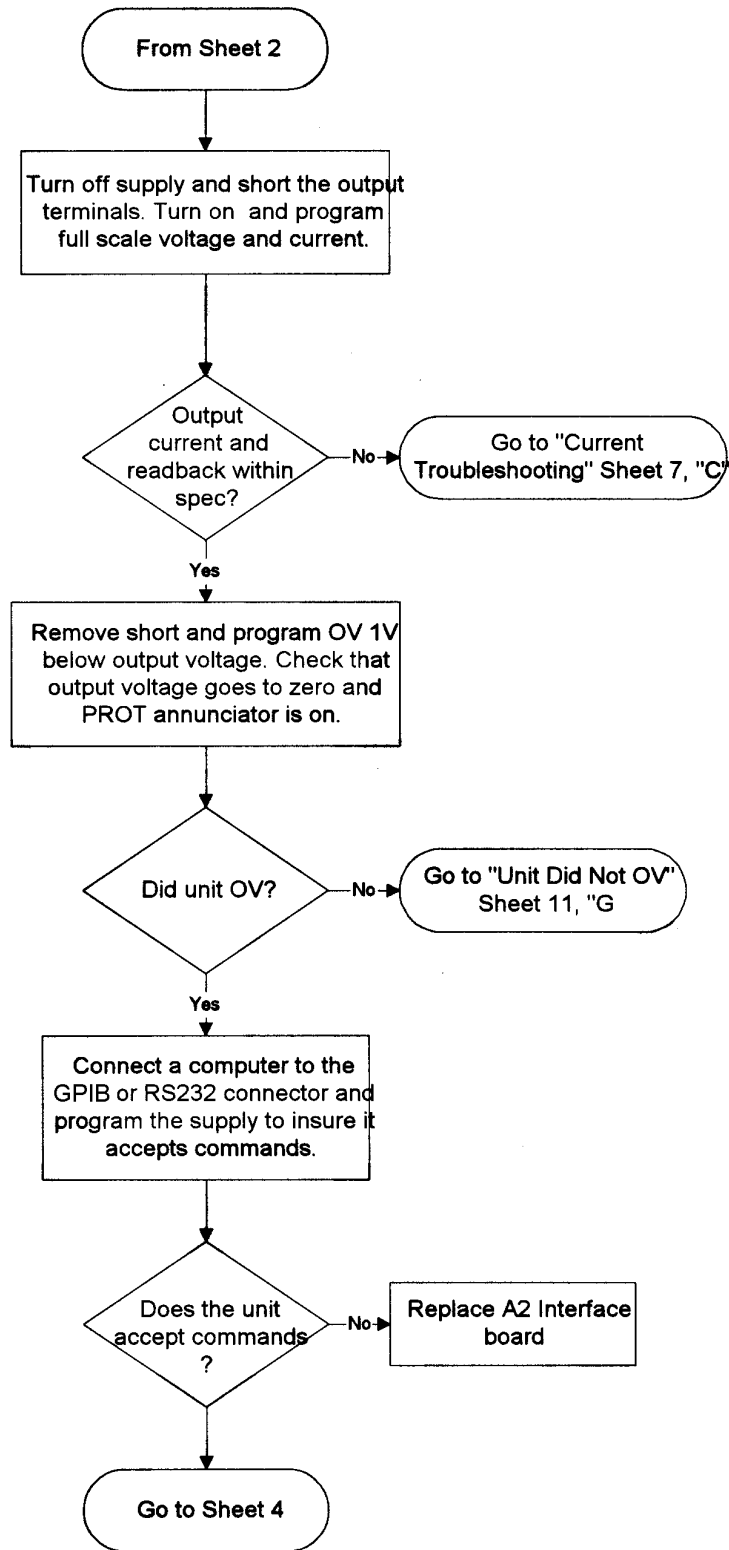 From Sheet 2
Turn off supply and short the output
terminals. Turn on and program
full scale voltage and current.
Output
current and
readback within
spec?
No
Go to "Current
Troubleshooting" Sheet 7, "C"
Yes
Remove short and program OV 1V
below output voltage. Check that
output voltage goes to zero and
PROT annunciator is on.
Did unit OV?
No
Go to "Unit Did Not OV"
Sheet 11, "G
Yes
Connect a computer to the
GPIB or RS232 connector and
program the supply to insure it
accepts commands.
Does the unit
accept commands
?
No
Replace A2 Interface
board
Go to Sheet 4